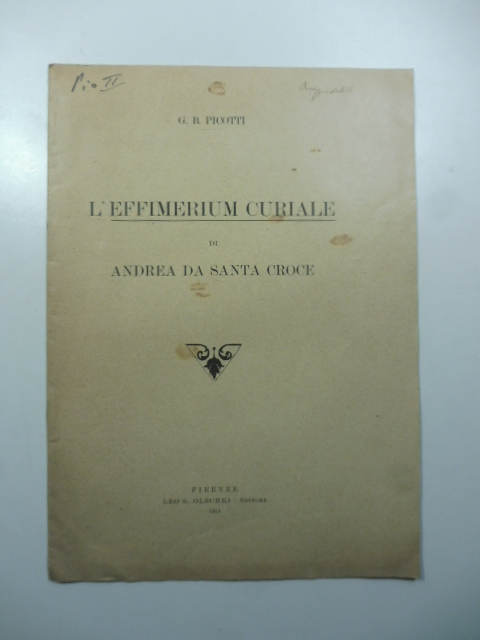 Pio II
G. B. PICOTTI
L'EFFIMERIUM CURIALE
DI
ANDREA DA SANTA CROCE
FIRENZE
LEO S. OLSCHKI - EDITORE